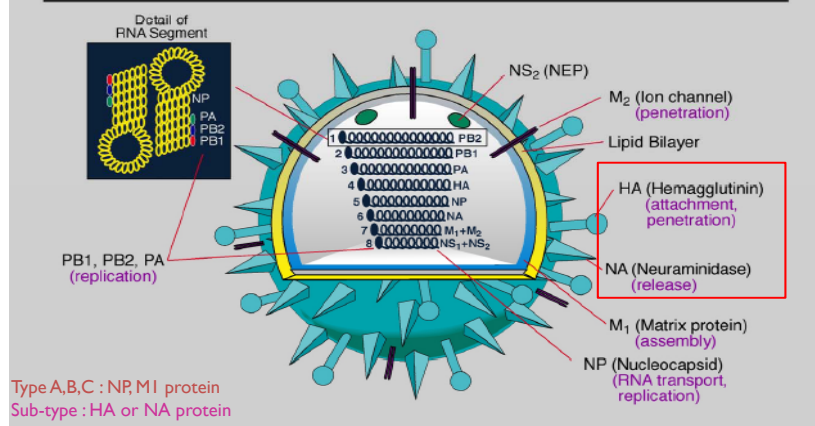 Detail of
RNA Segment
NP
PA
PB2
PB1
NS₂ (NEP)
M₂ (Ion channel)
(penetration)
Lipid Bilayer
HA (Hemagglutinin)
(attachment,
penetration)
NA (Neuraminidase)
(release)
M₁ (Matrix protein)
(assembly)
NP (Nucleocapsid)
(RNA transport,
replication)
1 PB2
2 PB1
3 PA
4 HA
5 NP
6 NA
7 M₁+M₂
8 NS₁+NS₂
PB1, PB2, PA
(replication)
Type A,B,C : NP, M1 protein
Sub-type : HA or NA protein